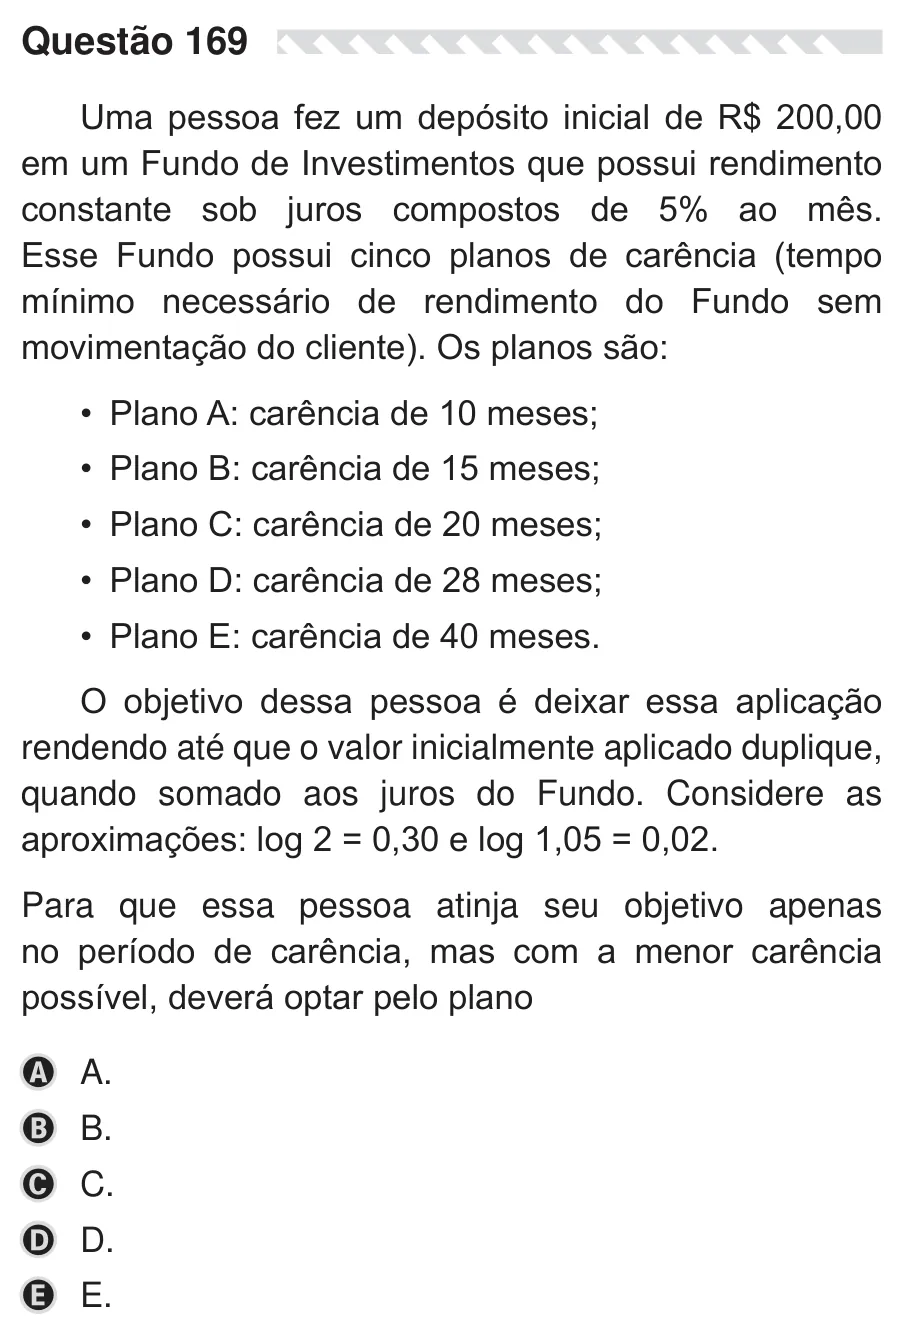 Questão 169
Uma pessoa fez um depósito inicial de R$ 200,00
em um Fundo de Investimentos que possui rendimento
constante sob juros compostos de 5% ao mês.
Esse Fundo possui cinco planos de carência (tempo
mínimo necessário de rendimento do Fundo sem
movimentação do cliente). Os planos são:
• Plano A: carência de 10 meses;
• Plano B: carência de 15 meses;
• Plano C: carência de 20 meses;
• Plano D: carência de 28 meses;
• Plano E: carência de 40 meses.
O objetivo dessa pessoa é deixar essa aplicação
rendendo até que o valor inicialmente aplicado duplique,
quando somado aos juros do Fundo. Considere as
aproximações: log 2 = 0,30 e log 1,05 = 0,02.
Para que essa pessoa atinja seu objetivo apenas
no período de carência, mas com a menor carência
possível, deverá optar pelo plano
A A.
B B.
C C.
D D.
E E.